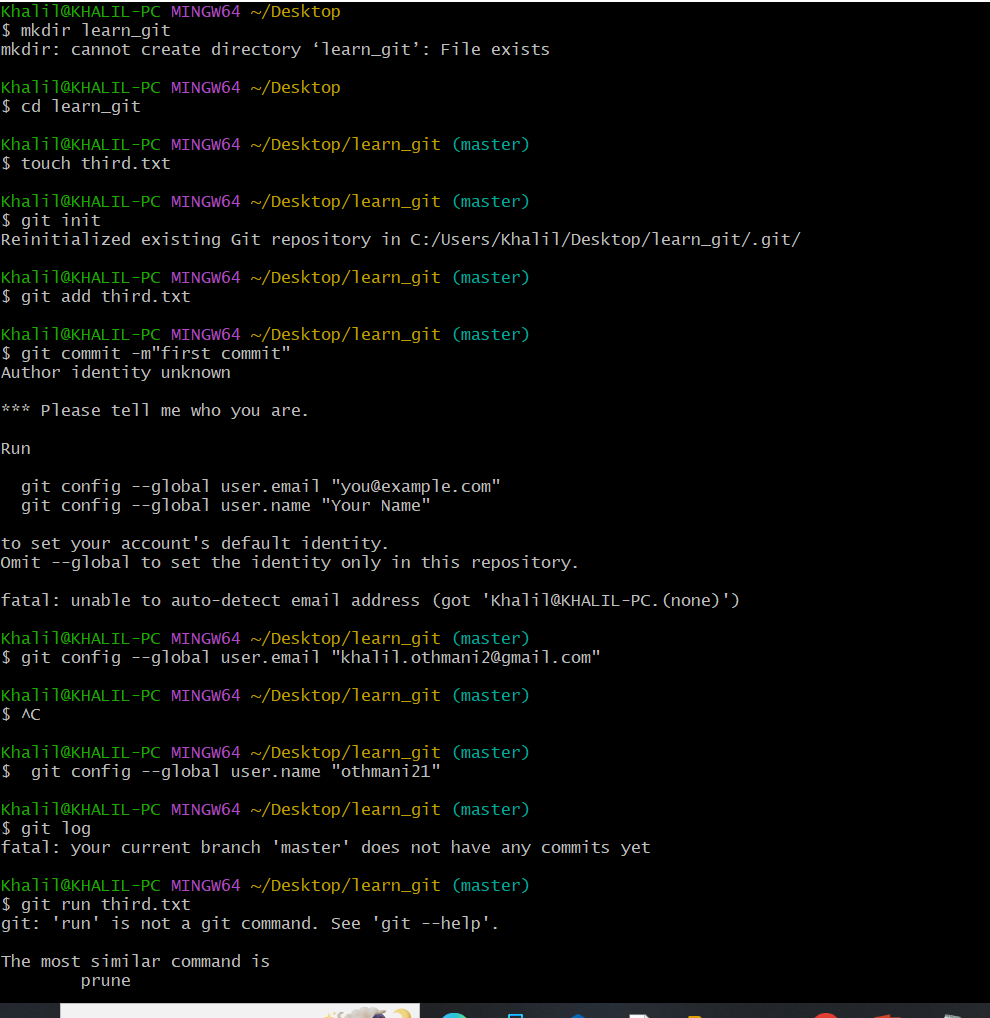 Khalil@KHALIL-PC MINGW64 ~/Desktop
$ mkdir learn_git
mkdir: cannot create directory ‘learn_git’: File exists
Khalil@KHALIL-PC MINGW64 ~/Desktop
$ cd learn_git
Khalil@KHALIL-PC MINGW64 ~/Desktop/learn_git (master)
$ touch third.txt
Khalil@KHALIL-PC MINGW64 ~/Desktop/learn_git (master)
$ git init
Reinitialized existing Git repository in C:/Users/Khalil/Desktop/learn_git/.git/
Khalil@KHALIL-PC MINGW64 ~/Desktop/learn_git (master)
$ git add third.txt
Khalil@KHALIL-PC MINGW64 ~/Desktop/learn_git (master)
$ git commit -m"first commit"
Author identity unknown
*** Please tell me who you are.
Run
  git config --global user.email "you@example.com"
  git config --global user.name "Your Name"
to set your account's default identity.
Omit --global to set the identity only in this repository.
fatal: unable to auto-detect email address (got 'Khalil@KHALIL-PC.(none)')
Khalil@KHALIL-PC MINGW64 ~/Desktop/learn_git (master)
$ git config --global user.email "khalil.othmani2@gmail.com"
Khalil@KHALIL-PC MINGW64 ~/Desktop/learn_git (master)
$ ^C
Khalil@KHALIL-PC MINGW64 ~/Desktop/learn_git (master)
$  git config --global user.name "othmani21"
Khalil@KHALIL-PC MINGW64 ~/Desktop/learn_git (master)
$ git log
fatal: your current branch 'master' does not have any commits yet
Khalil@KHALIL-PC MINGW64 ~/Desktop/learn_git (master)
$ git run third.txt
git: 'run' is not a git command. See 'git --help'.
The most similar command is
        prune